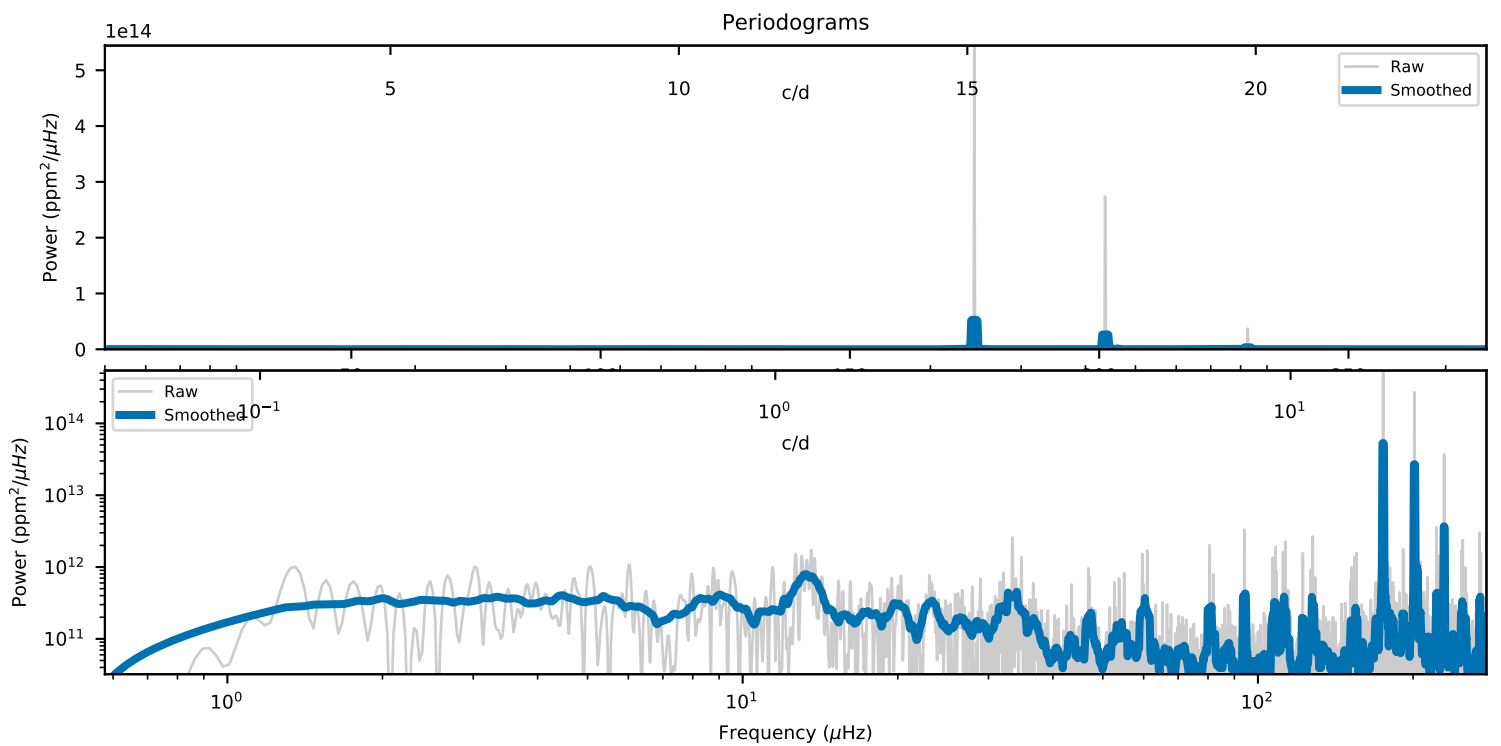 Periodograms
1e14
5 10 15 20
c/d
Raw
Smoothed
5
4
3
2
1
0
Power (ppm²/μHz)
Raw
Smoothed
10⁻¹ 10⁰ 10¹
c/d
10¹⁴
10¹³
10¹²
10¹¹
Power (ppm²/μHz)
10⁰ 10¹ 10²
Frequency (μHz)